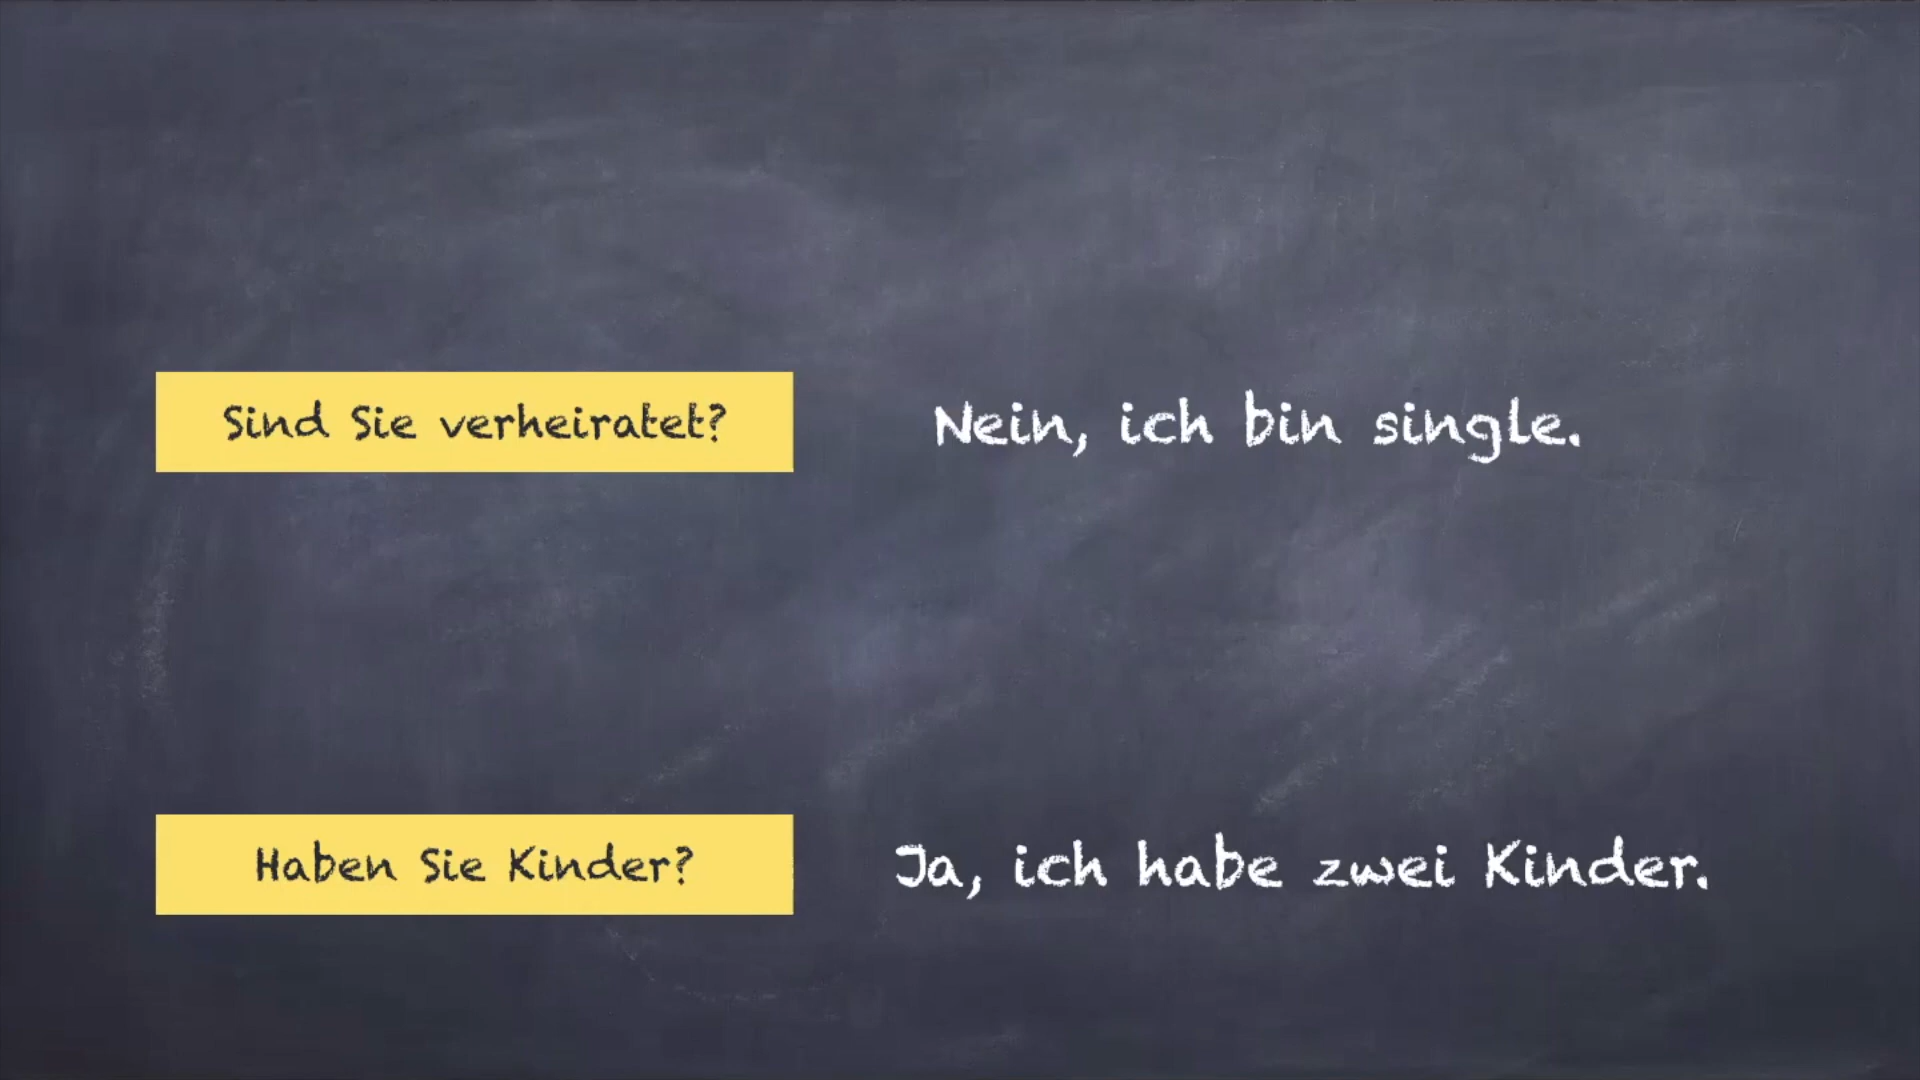 Sind Sie verheiratet?
Nein, ich bin single.
Haben Sie Kinder?
Ja, ich habe zwei Kinder.